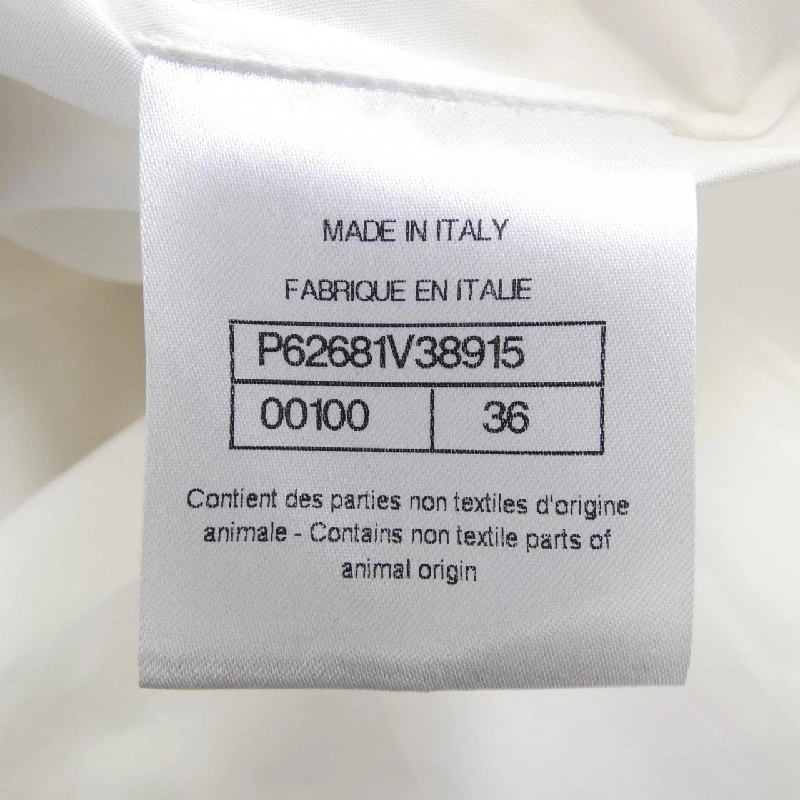 MADE IN ITALY
FABRIQUE EN ITALIE
P62681V38915
00100 36
Contient des parties non textiles d'origine
animale - Contains non textile parts of
animal origin